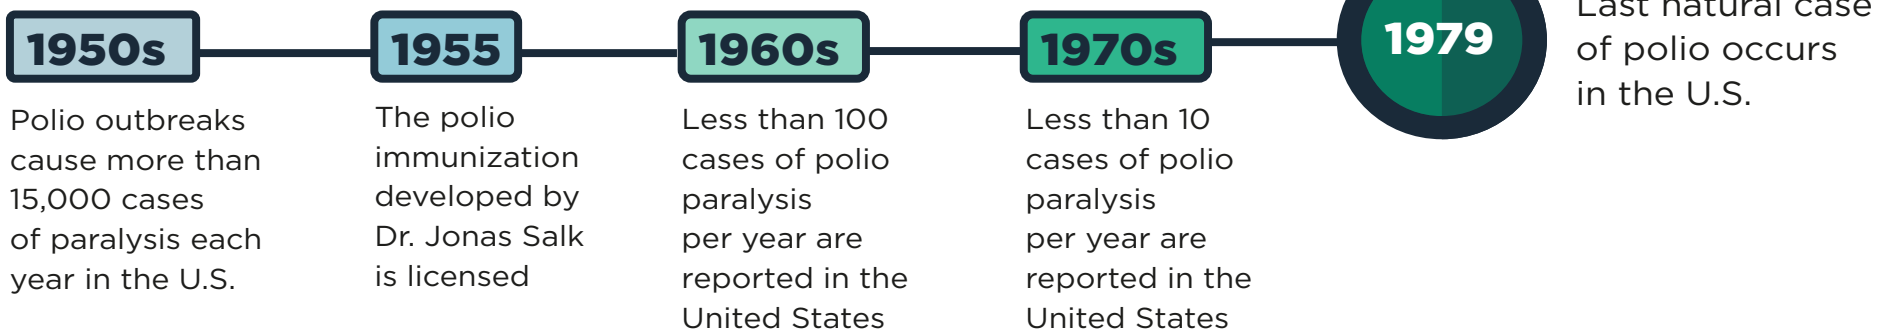 1950s
Polio outbreaks
cause more than
15,000 cases
of paralysis each
year in the U.S.
1955
The polio
immunization
developed by
Dr. Jonas Salk
is licensed
1960s
Less than 100
cases of polio
paralysis
per year are
reported in the
United States
1970s
Less than 10
cases of polio
paralysis
per year are
reported in the
United States
1979
Last natural case
of polio occurs
in the U.S.